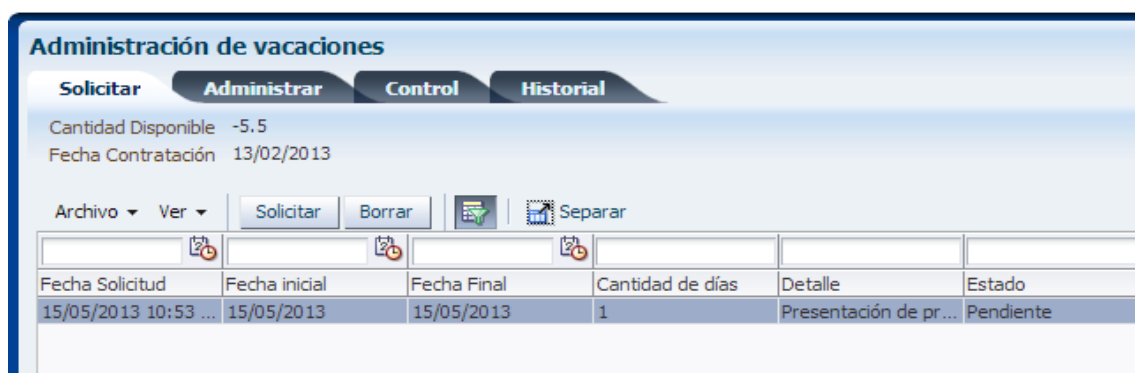 Administración de vacaciones
Solicitar Administrar Control Historial
Cantidad Disponible -5.5
Fecha Contratación 13/02/2013
Archivo Ver Solicitar Borrar Separar
Fecha Solicitud Fecha inicial Fecha Final Cantidad de días Detalle Estado
15/05/2013 10:53 ... 15/05/2013 15/05/2013 1 Presentación de pr... Pendiente